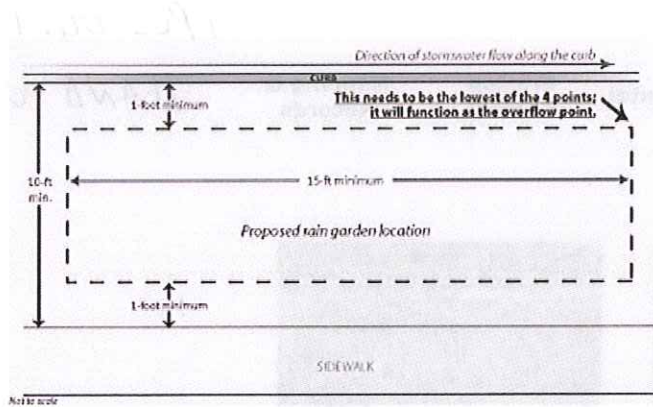 Direction of stormwater flow along the curb
CURB
1-foot minimum
This needs to be the lowest of the 4 points;
it will function as the overflow point.
10-ft
min.
15-ft minimum
Proposed rain garden location
1-foot minimum
SIDEWALK
Not to scale